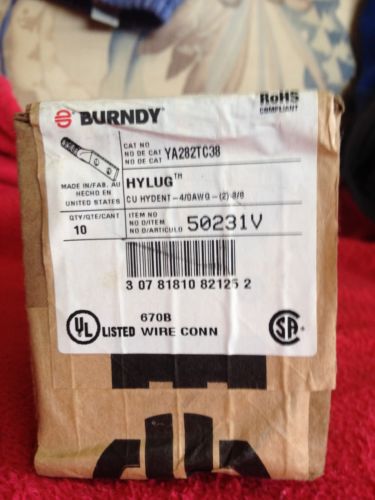 BURNDY
RoHS
COMPLIANT
CAT NO
NO DE CAT
NO DE CAT YA282TC38
HYLUG™
CU HYDENT-4/0AWG-(2)-3/8
MADE IN/FAB. AU
HECHO EN
UNITED STATES
QTY/QTE/CANT
10
ITEM NO
NO D/ITEM
NO D/ARTICULO 50231V
3 07 81810 82125 2
670B
UL LISTED WIRE CONN
SA